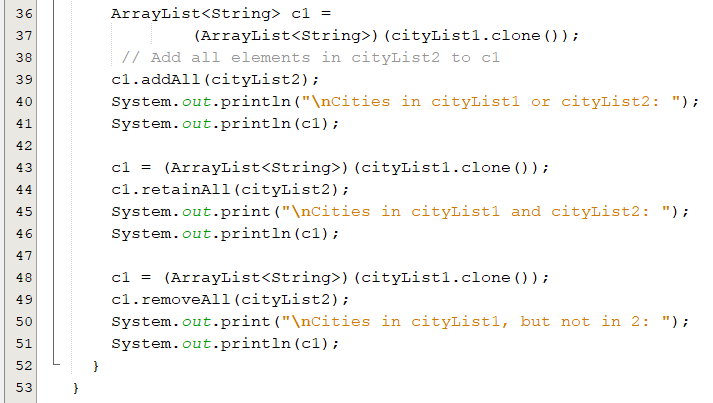 36 ArrayList<String> c1 =
37 (ArrayList<String>)(cityList1.clone());
38 // Add all elements in cityList2 to c1
39 c1.addAll(cityList2);
40 System.out.println("\nCities in cityList1 or cityList2: ");
41 System.out.println(c1);
42
43 c1 = (ArrayList<String>)(cityList1.clone());
44 c1.retainAll(cityList2);
45 System.out.print("\nCities in cityList1 and cityList2: ");
46 System.out.println(c1);
47
48 c1 = (ArrayList<String>)(cityList1.clone());
49 c1.removeAll(cityList2);
50 System.out.print("\nCities in cityList1, but not in 2: ");
51 System.out.println(c1);
52 }
53 }